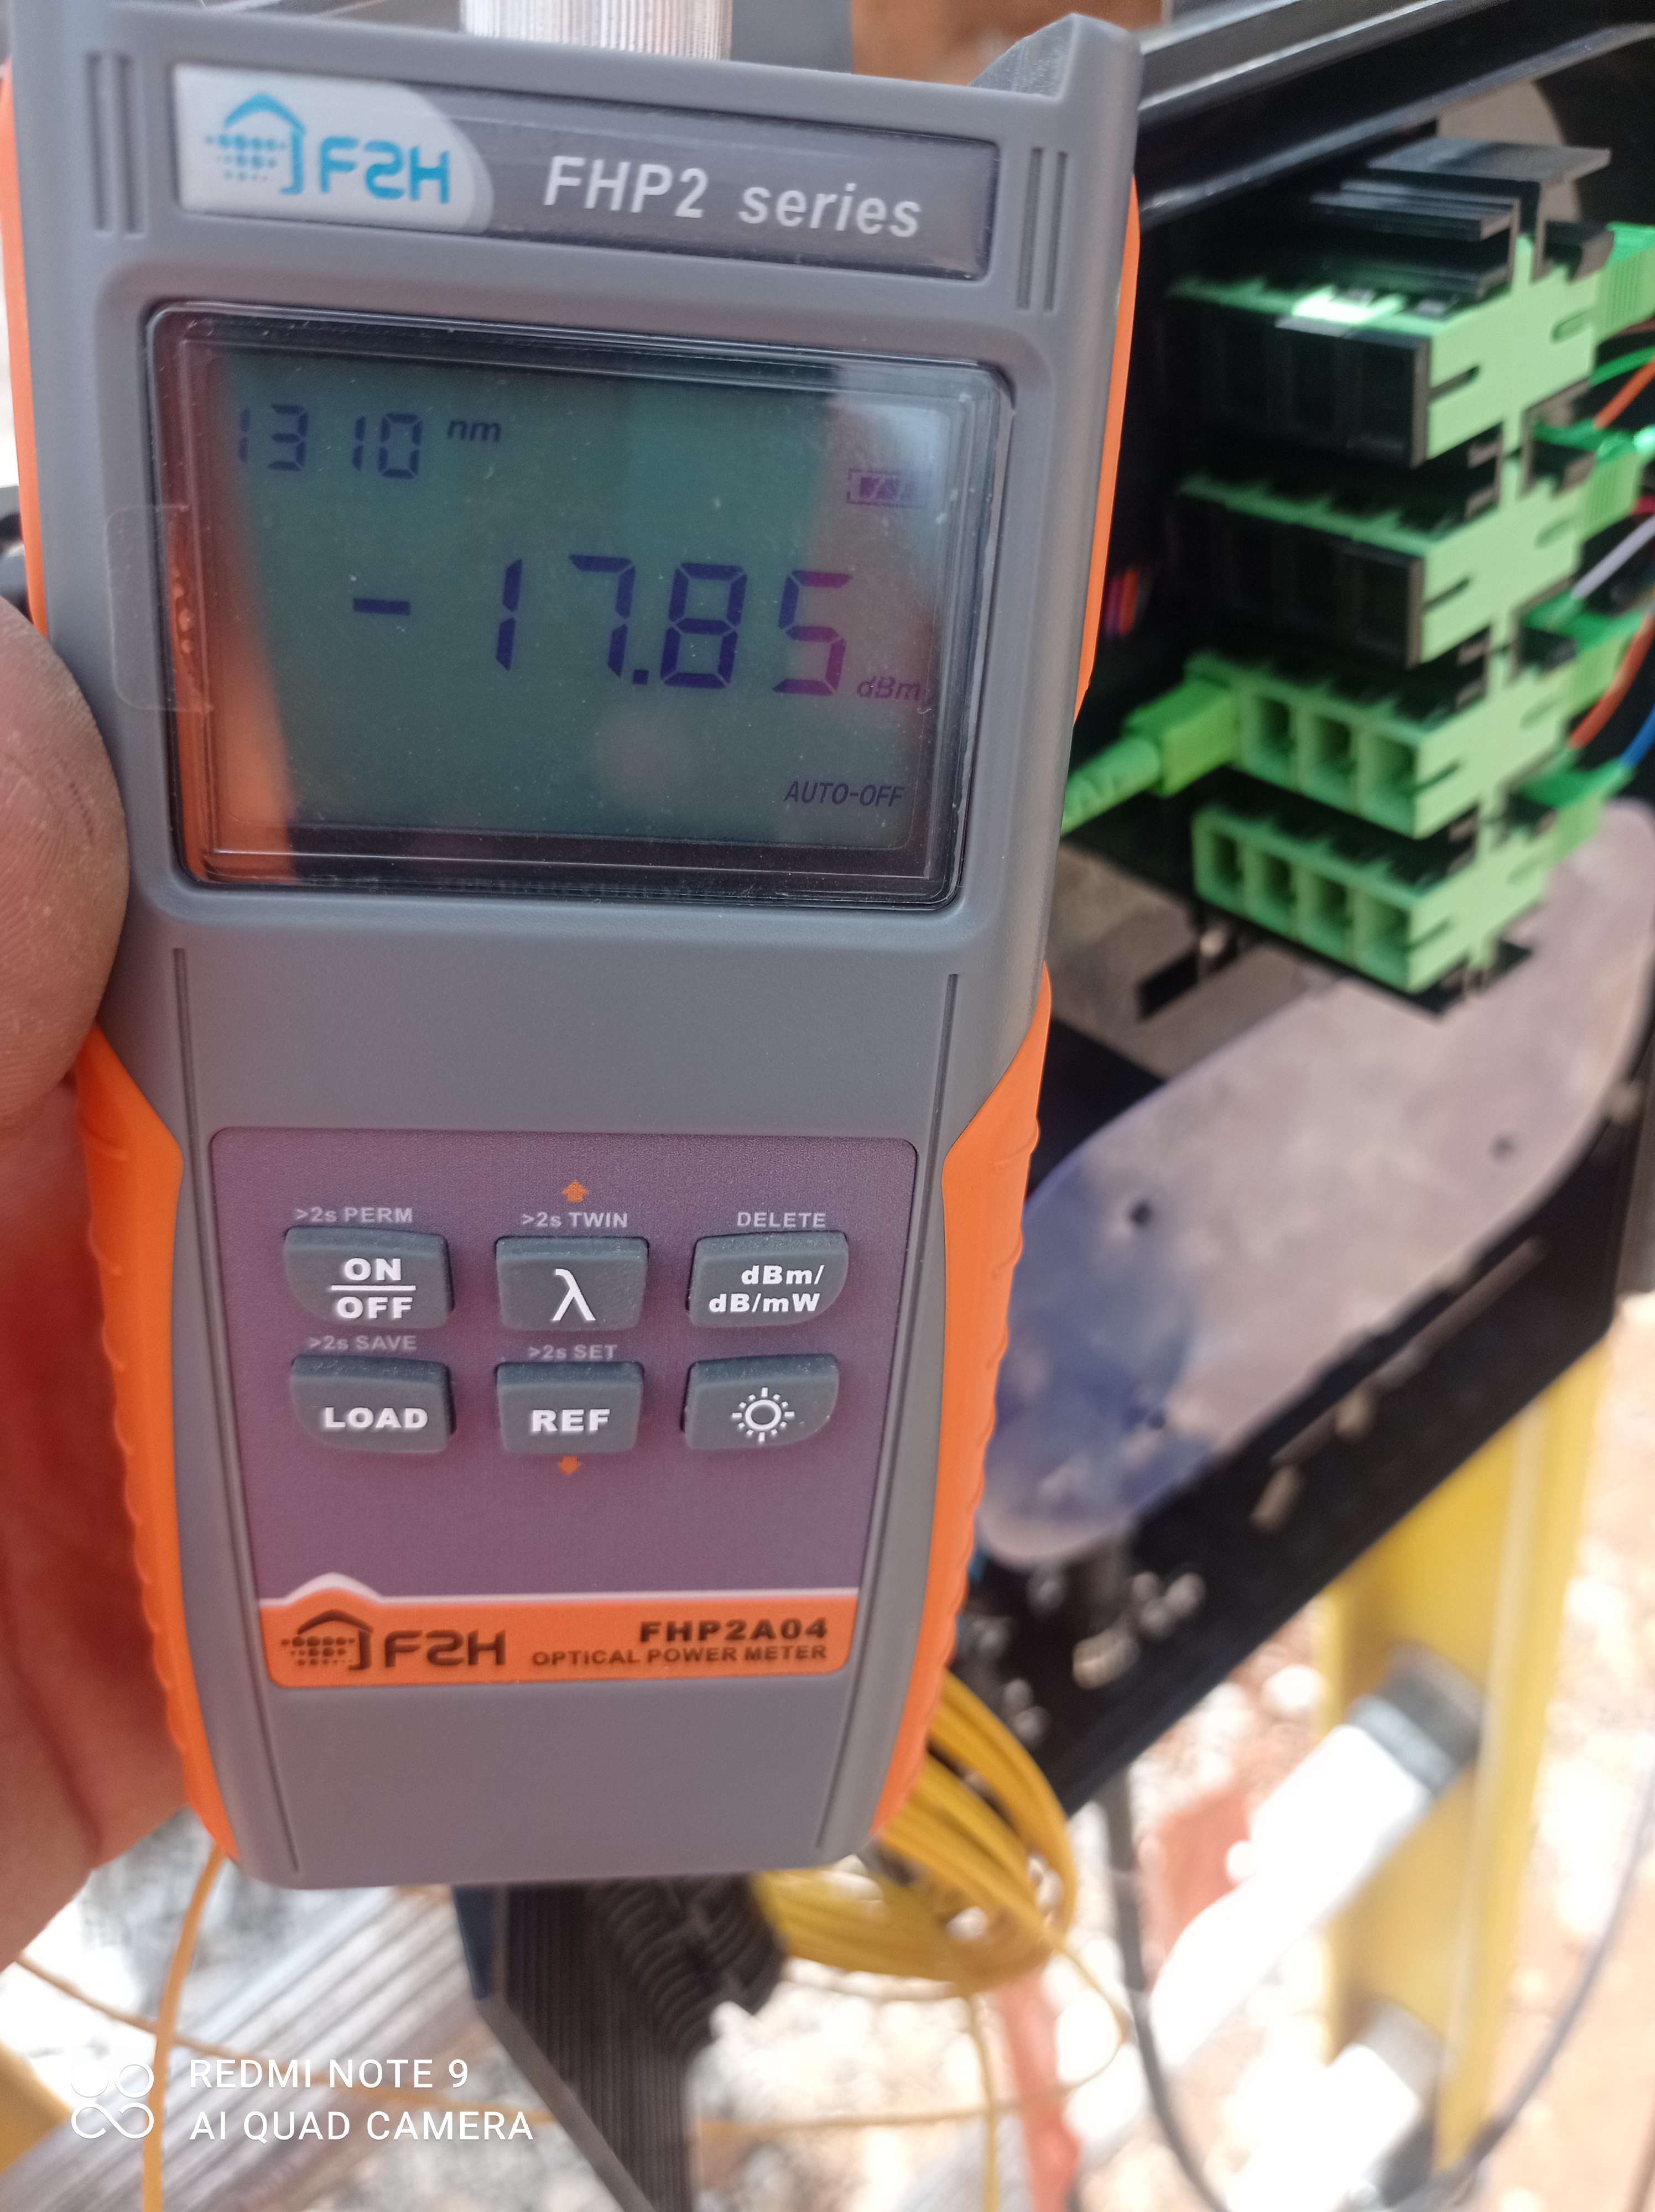 F2H
FHP2 series
1310 nm
-17.85 dBm
AUTO-OFF
>2s PERM
>2s TWIN
DELETE
ON
OFF
λ
dBm/
dB/mW
>2s SAVE
>2s SET
LOAD
REF
F2H
FHP2A04
OPTICAL POWER METER
REDMI NOTE 9
AI QUAD CAMERA